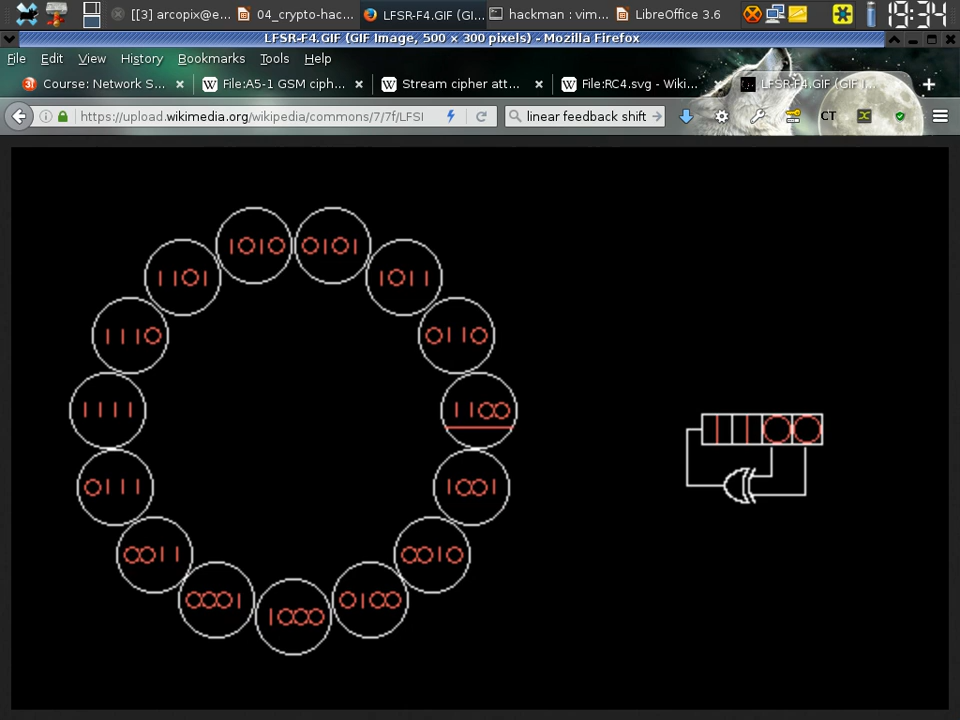 [[3] arcopix@e... 04_crypto-hac... LFSR-F4.GIF (GI... hackman : vim... LibreOffice 3.6 19:34
LFSR-F4.GIF (GIF Image, 500 × 300 pixels) - Mozilla Firefox
File Edit View History Bookmarks Tools Help
Course: Network S... File:A5-1 GSM ciph... Stream cipher att... File:RC4.svg - Wiki... LFSR-F4.GIF (GIF I...
https://upload.wikimedia.org/wikipedia/commons/7/7f/LFSI linear feedback shift CT
1010 0101
1101 1011
1110 0110
1111 1100 1100
0111 1001
0011 0010
0001 0100
1000